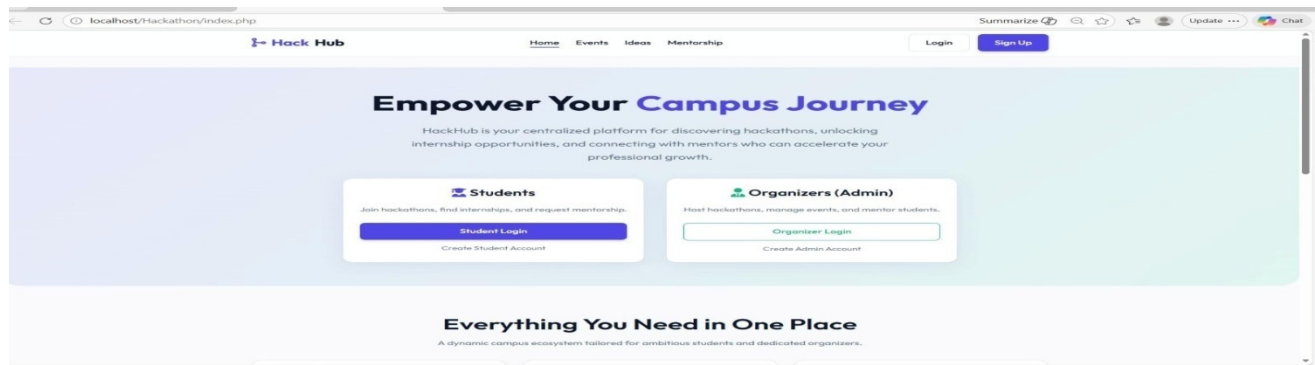 localhost/Hackathon/index.php Summarize Update ... Chat
Hack Hub Home Events Ideas Mentorship Login Sign Up
Empower Your Campus Journey
HackHub is your centralized platform for discovering hackathons, unlocking
internship opportunities, and connecting with mentors who can accelerate your
professional growth.
Students
Join hackathons, find internships, and request mentorship.
Student Login
Create Student Account
Organizers (Admin)
Host hackathons, manage events, and mentor students.
Organizer Login
Create Admin Account
Everything You Need in One Place
A dynamic campus ecosystem tailored for ambitious students and dedicated organizers.